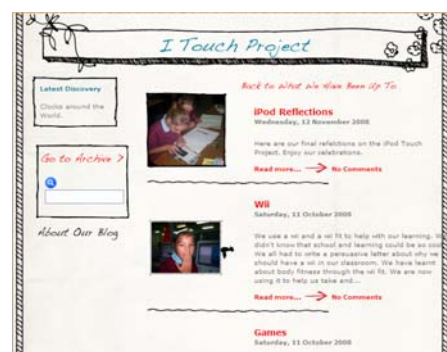 I Touch Project
Latest Discovery
Clocks around the
World.
Go to Archive >
About Our Blog
Back to What We Have Been Up To
iPod Reflections
Wednesday, 12 November 2008
Here are our final refelctions on the iPod Touch
Project. Enjoy our celebrations.
Read more... No Comments
Wii
Saturday, 11 October 2008
We use a wii and a wii fit to help with our learning. W
didn't know that school and learning could be so coo
We all had to write a persuasive letter about why we
should have a wii in our classroom. We have learnt
about body fitness through the wii fit. We are now
using it to help us take and...
Read more... No Comments
Games
Saturday, 11 October 2008